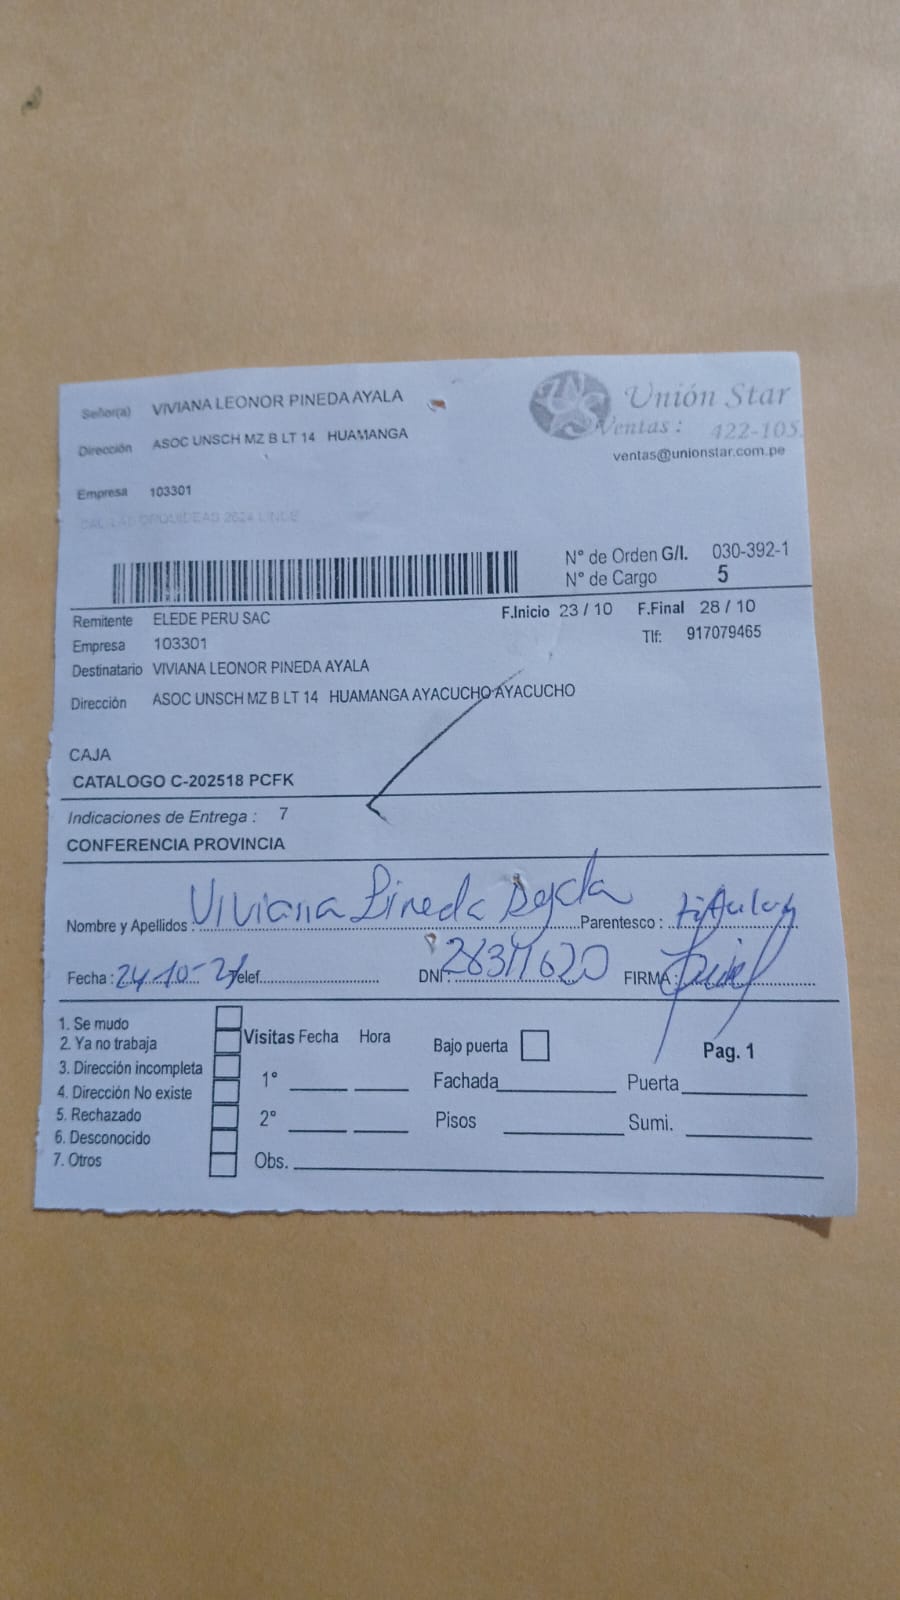 Señor(a) VIVIANA LEONOR PINEDA AYALA
Unión Star
Dirección ASOC UNSCH MZ B LT 14 HUAMANGA
Ventas: 422-105
ventas@unionstar.com.pe
Empresa 103301
ORQUIDEAS 2624 LINCE
N° de Orden G/I. 030-392-1
N° de Cargo 5
Remitente ELEDE PERU SAC
F.Inicio 23 / 10 F.Final 28 / 10
Empresa 103301
Tlf: 917079465
Destinatario VIVIANA LEONOR PINEDA AYALA
Dirección ASOC UNSCH MZ B LT 14 HUAMANGA AYACUCHO AYACUCHO
CAJA
CATALOGO C-202518 PCFK
Indicaciones de Entrega : 7
CONFERENCIA PROVINCIA
Nombre y Apellidos : Viviana Pineda Ayala Parentesco : titular
Fecha : 24-10-25 Telef. DNI: FIRMA:
1. Se mudo
2. Ya no trabaja
3. Dirección incompleta
4. Dirección No existe
5. Rechazado
6. Desconocido
7. Otros
Visitas Fecha Hora
1°
2°
Obs.
Bajo puerta
Pag. 1
Fachada Puerta
Pisos Sumi.